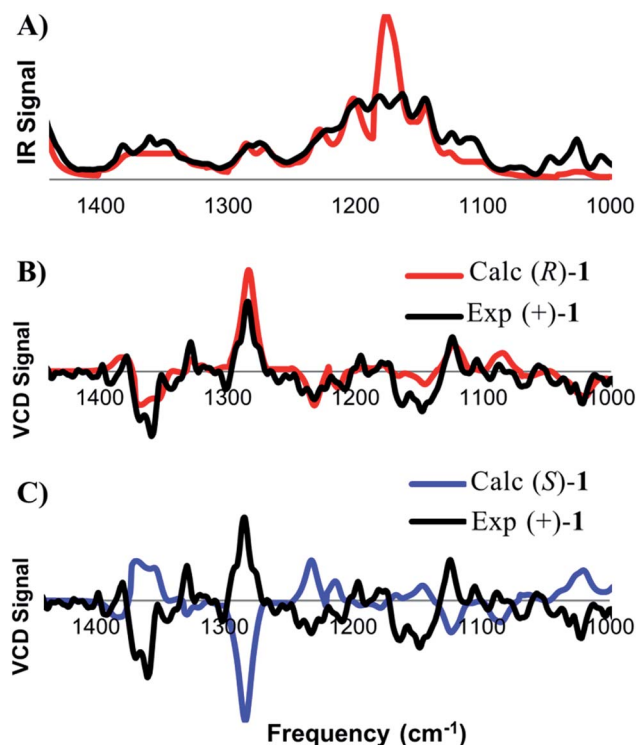 A)
IR Signal
1400 1300 1200 1100 1000
B)
Calc (R)-1
Exp (+)-1
VCD Signal
1400 1300 1200 1100 1000
C)
Calc (S)-1
Exp (+)-1
VCD Signal
1400 1300 1200 1100 1000
Frequency (cm⁻¹)